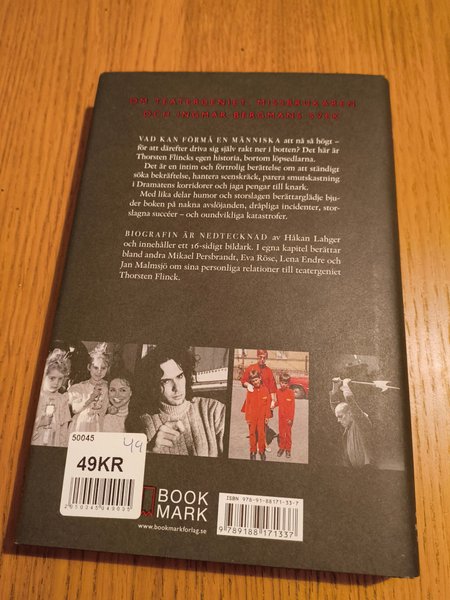 OM TEATERGENIET, MISSBRUKAREN
OCH INGMAR BERGMANS SVEK
VAD KAN FÖRMÅ EN MÄNNISKA att nå så högt –
för att därefter driva sig själv rakt ner i botten? Det här är
Thorsten Flincks egen historia, bortom löpsedlarna.
Det är en intim och förtrolig berättelse om att ständigt
söka bekräftelse, hantera scenskräck, parera smutskastning
i Dramatens korridorer och jaga pengar till knark.
Med lika delar humor och storslagen berättarglädje bju-
der boken på nakna avslöjanden, dråpliga incidenter, stor-
slagna succéer – och oundvikliga katastrofer.
BIOGRAFIN ÄR NEDTECKNAD av Håkan Lahger
och innehåller ett 16-sidigt bildark. I egna kapitel berättar
bland andra Mikael Persbrandt, Eva Röse, Lena Endre och
Jan Malmsjö om sina personliga relationer till teatergeniet
Thorsten Flinck.
50045
49
49KR
2050045049005
BOOK
MARK
www.bookmarkforlag.se
ISBN 978-91-88171-33-7
9 789188 171337